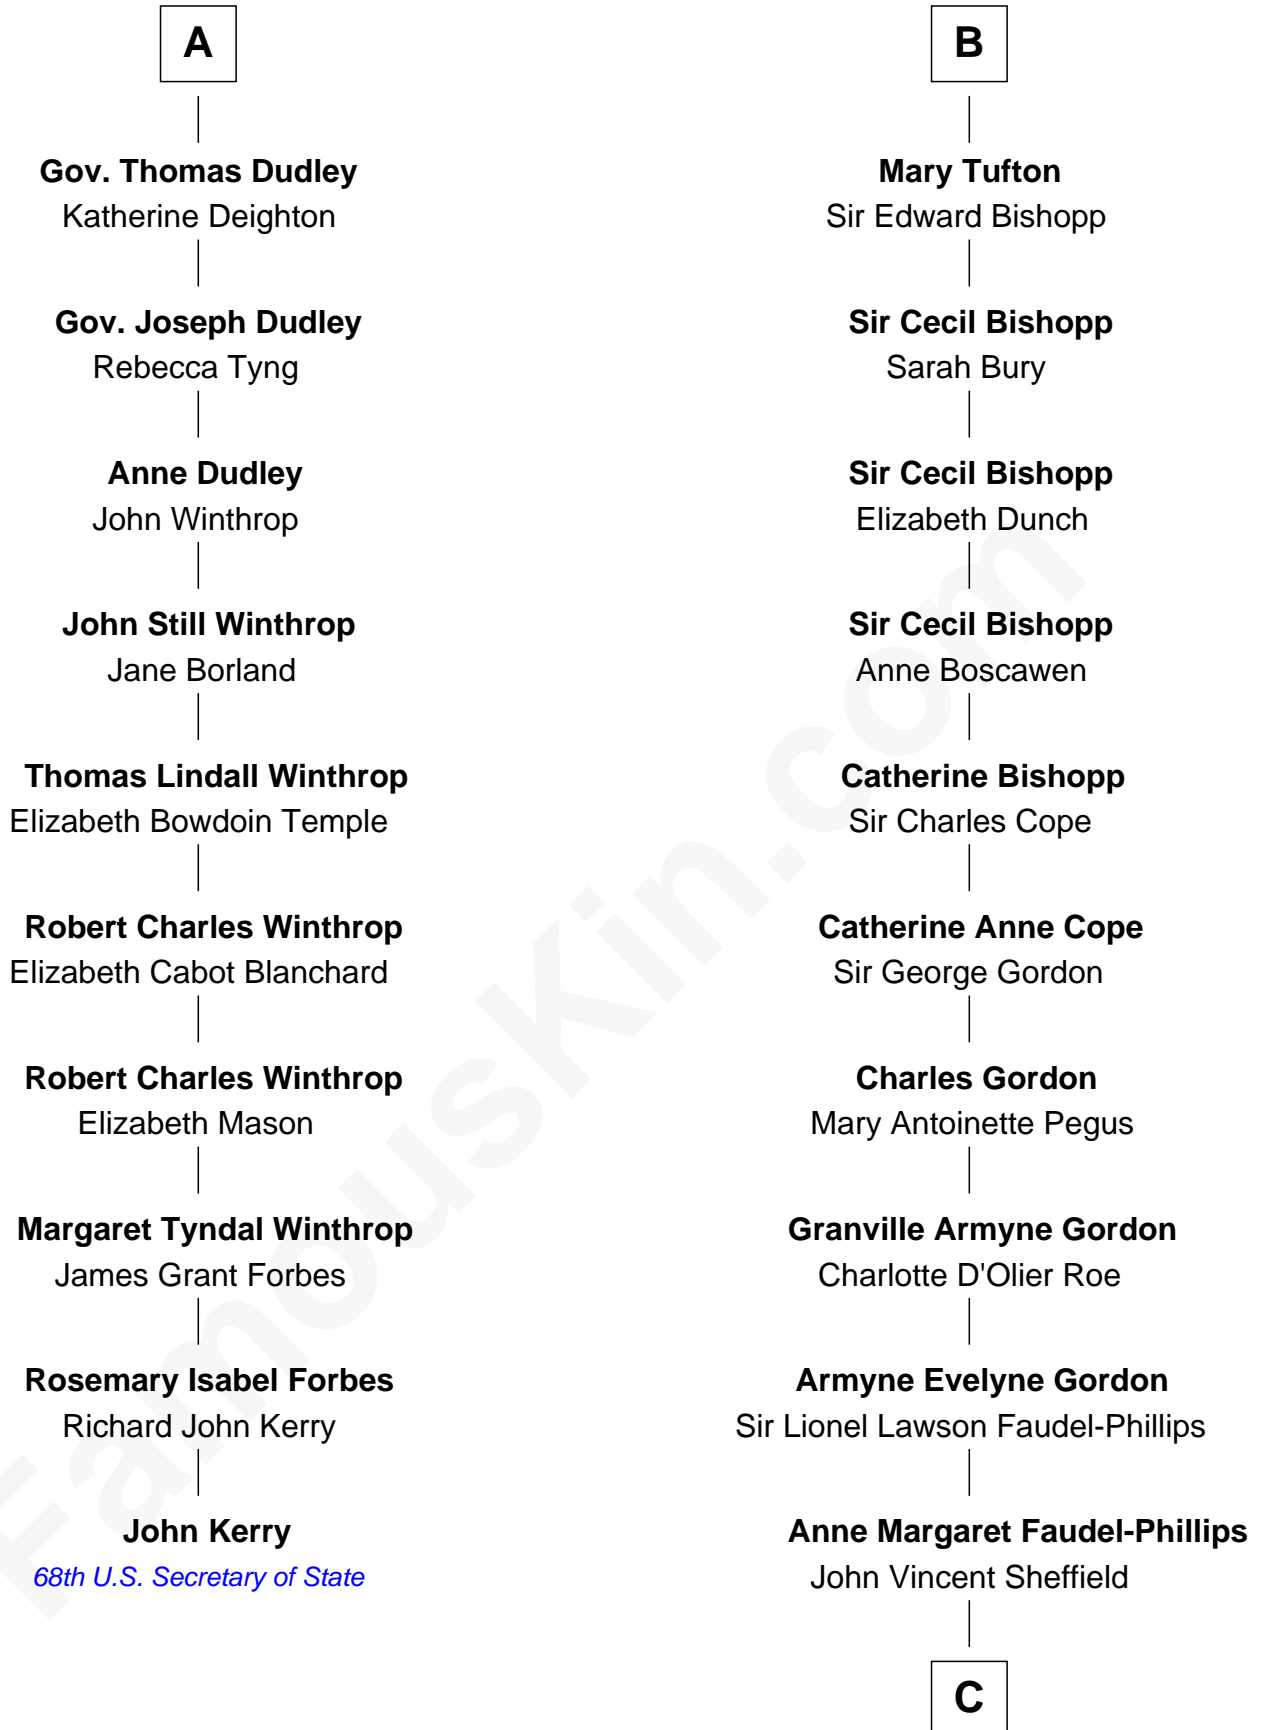 A
Gov. Thomas Dudley
Katherine Deighton
Gov. Joseph Dudley
Rebecca Tyng
Anne Dudley
John Winthrop
John Still Winthrop
Jane Borland
Thomas Lindall Winthrop
Elizabeth Bowdoin Temple
Robert Charles Winthrop
Elizabeth Cabot Blanchard
Robert Charles Winthrop
Elizabeth Mason
Margaret Tyndal Winthrop
James Grant Forbes
Rosemary Isabel Forbes
Richard John Kerry
John Kerry
68th U.S. Secretary of State
B
Mary Tufton
Sir Edward Bishopp
Sir Cecil Bishopp
Sarah Bury
Sir Cecil Bishopp
Elizabeth Dunch
Sir Cecil Bishopp
Anne Boscawen
Catherine Bishopp
Sir Charles Cope
Catherine Anne Cope
Sir George Gordon
Charles Gordon
Mary Antoinette Pegus
Granville Armyne Gordon
Charlotte D'Olier Roe
Armyne Evelyne Gordon
Sir Lionel Lawson Faudel-Phillips
Anne Margaret Faudel-Phillips
John Vincent Sheffield
C
FamousKin.com